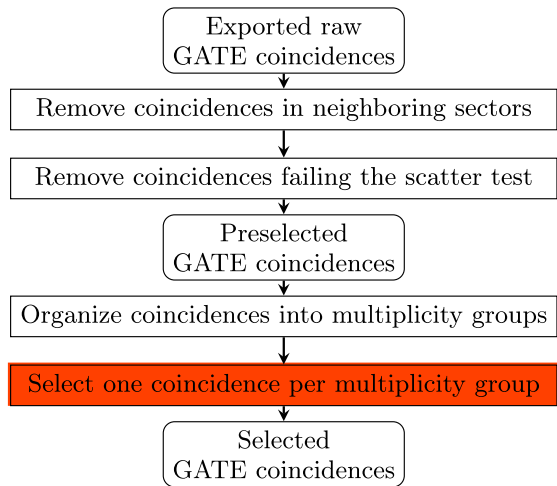 Exported raw
GATE coincidences
Remove coincidences in neighboring sectors
Remove coincidences failing the scatter test
Preselected
GATE coincidences
Organize coincidences into multiplicity groups
Select one coincidence per multiplicity group
Selected
GATE coincidences